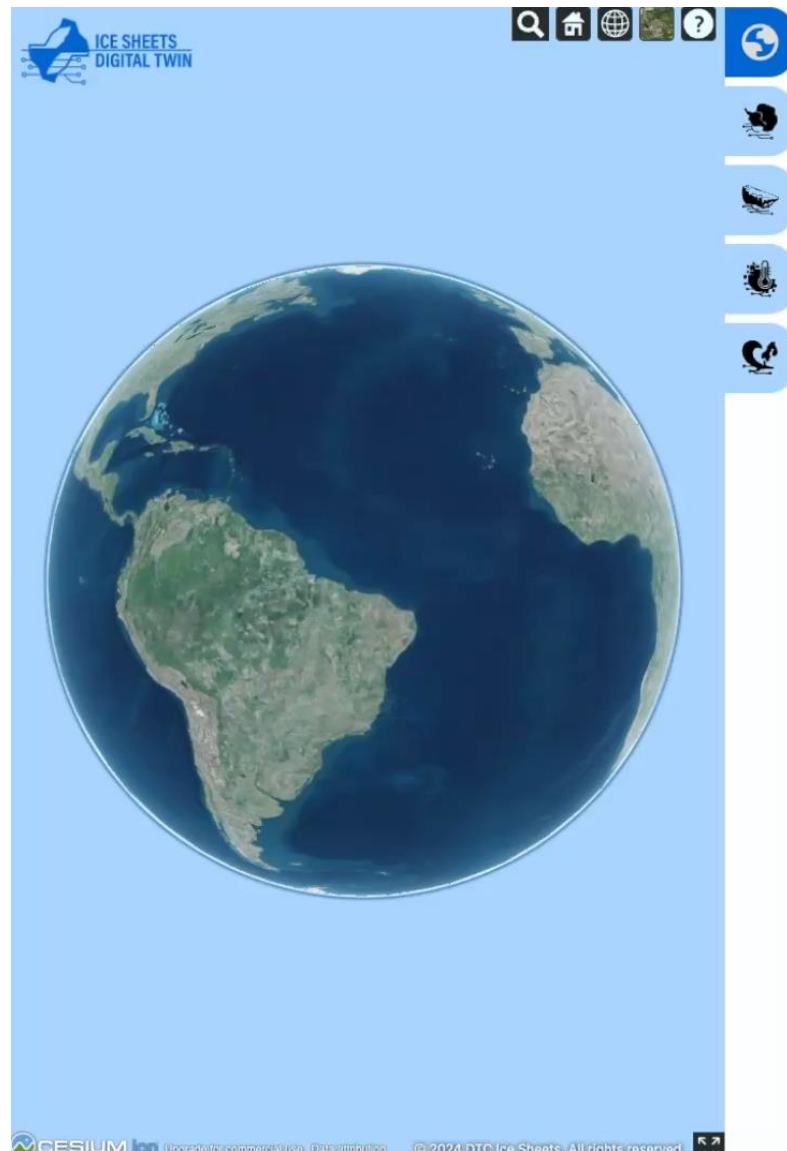 ICE SHEETS
DIGITAL TWIN
?
CESIUM ion Upgrade for commercial use. Data attribution © 2024 DTC Ice Sheets. All rights reserved